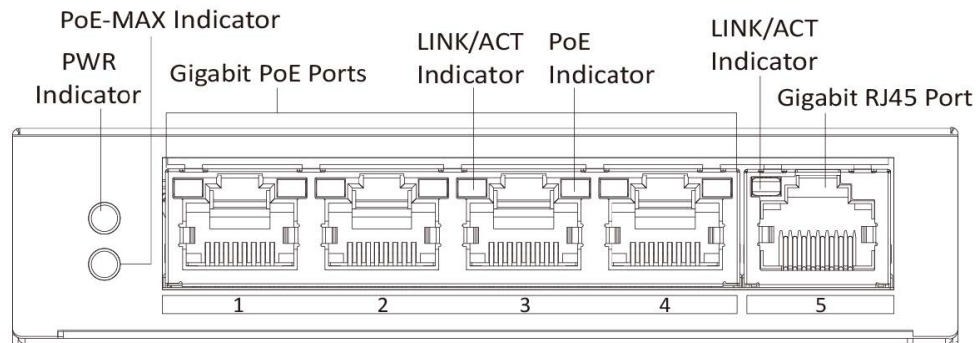 PoE-MAX Indicator
PWR
Indicator
Gigabit PoE Ports
LINK/ACT
Indicator
PoE
Indicator
LINK/ACT
Indicator
Gigabit RJ45 Port
1
2
3
4
5